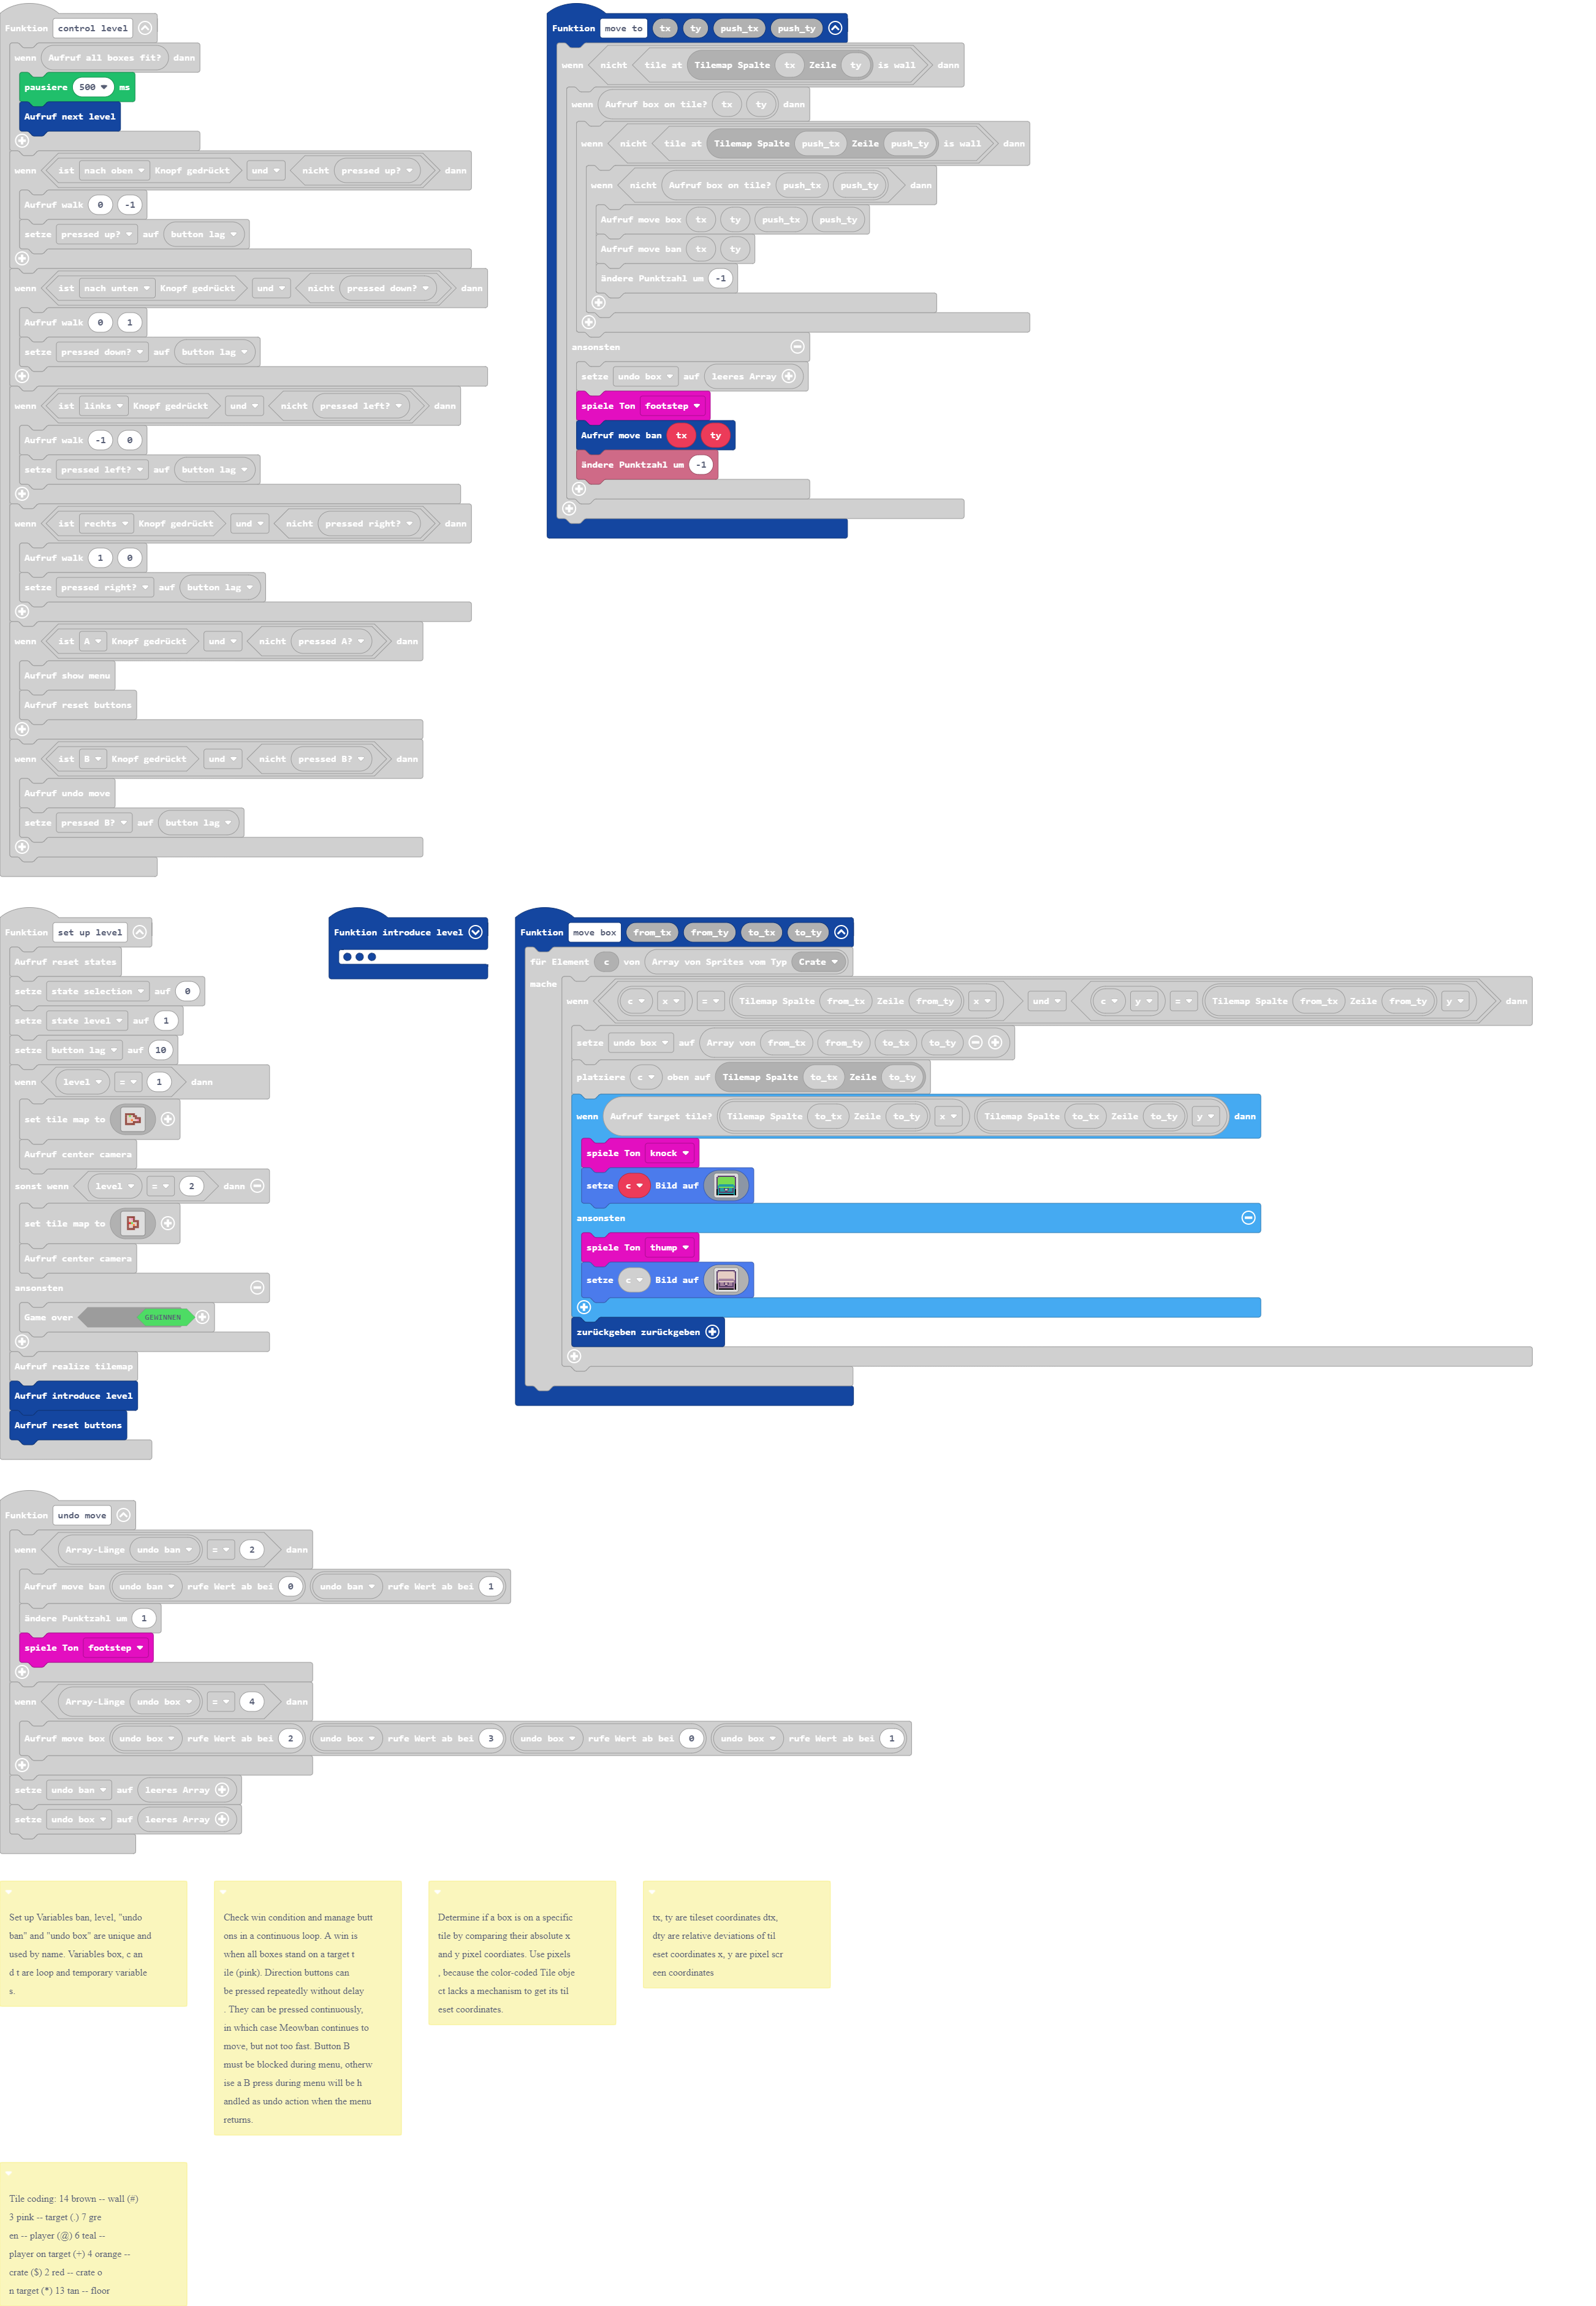 Funktion control level
wenn Aufruf all boxes fit? dann
pausiere 500 ms
Aufruf next level
wenn ist nach oben Knopf gedrückt und nicht pressed up? dann
Aufruf walk 0 -1
setze pressed up? auf button lag
wenn ist nach unten Knopf gedrückt und nicht pressed down? dann
Aufruf walk 0 1
setze pressed down? auf button lag
wenn ist links Knopf gedrückt und nicht pressed left? dann
Aufruf walk -1 0
setze pressed left? auf button lag
wenn ist rechts Knopf gedrückt und nicht pressed right? dann
Aufruf walk 1 0
setze pressed right? auf button lag
wenn ist A Knopf gedrückt und nicht pressed A? dann
Aufruf show menu
Aufruf reset buttons
wenn ist B Knopf gedrückt und nicht pressed B? dann
Aufruf undo move
setze pressed B? auf button lag
Funktion move to tx ty push_tx push_ty
wenn nicht tile at Tilemap Spalte tx Zeile ty is wall dann
wenn Aufruf box on tile? tx ty dann
wenn nicht tile at Tilemap Spalte push_tx Zeile push_ty is wall dann
wenn nicht Aufruf box on tile? push_tx push_ty dann
Aufruf move box tx ty push_tx push_ty
Aufruf move ban tx ty
ändere Punktzahl um -1
ansonsten
setze undo box auf leeres Array
spiele Ton footstep
Aufruf move ban tx ty
ändere Punktzahl um -1
Funktion set up level
Aufruf reset states
setze state selection auf 0
setze state level auf 1
setze button lag auf 10
wenn level = 1 dann
set tile map to
Aufruf center camera
sonst wenn level = 2 dann
set tile map to
Aufruf center camera
ansonsten
Game over GEWINNEN
Aufruf realize tilemap
Aufruf introduce level
Aufruf reset buttons
Funktion introduce level
Funktion move box from_tx from_ty to_tx to_ty
für Element c von Array von Sprites vom Typ Crate
mache
wenn c x = Tilemap Spalte from_tx Zeile from_ty x und c y = Tilemap Spalte from_tx Zeile from_ty y dann
setze undo box auf Array von from_tx from_ty to_tx to_ty
platziere c oben auf Tilemap Spalte to_tx Zeile to_ty
wenn Aufruf target tile? Tilemap Spalte to_tx Zeile to_ty x Tilemap Spalte to_tx Zeile to_ty y dann
spiele Ton knock
setze c Bild auf
ansonsten
spiele Ton thump
setze c Bild auf
zurückgeben zurückgeben
Funktion undo move
wenn Array-Länge undo ban = 2 dann
Aufruf move ban undo ban rufe Wert ab bei 0 undo ban rufe Wert ab bei 1
ändere Punktzahl um 1
spiele Ton footstep
wenn Array-Länge undo box = 4 dann
Aufruf move box undo box rufe Wert ab bei 2 undo box rufe Wert ab bei 3 undo box rufe Wert ab bei 0 undo box rufe Wert ab bei 1
setze undo ban auf leeres Array
setze undo box auf leeres Array
Set up Variables ban, level, "undo
ban" and "undo box" are unique and
used by name. Variables box, c an
d t are loop and temporary variable
s.
Check win condition and manage butt
ons in a continuous loop. A win is
when all boxes stand on a target t
ile (pink). Direction buttons can
be pressed repeatedly without delay
. They can be pressed continuously,
in which case Meowban continues to
move, but not too fast. Button B
must be blocked during menu, otherw
ise a B press during menu will be h
andled as undo action when the menu
returns.
Determine if a box is on a specific
tile by comparing their absolute x
and y pixel coordiates. Use pixels
, because the color-coded Tile obje
ct lacks a mechanism to get its til
eset coordinates.
tx, ty are tileset coordinates dtx,
dty are relative deviations of til
eset coordinates x, y are pixel scr
een coordinates
Tile coding: 14 brown -- wall (#)
3 pink -- target (.) 7 gre
en -- player (@) 6 teal --
player on target (+) 4 orange --
crate ($) 2 red -- crate o
n target (*) 13 tan -- floor